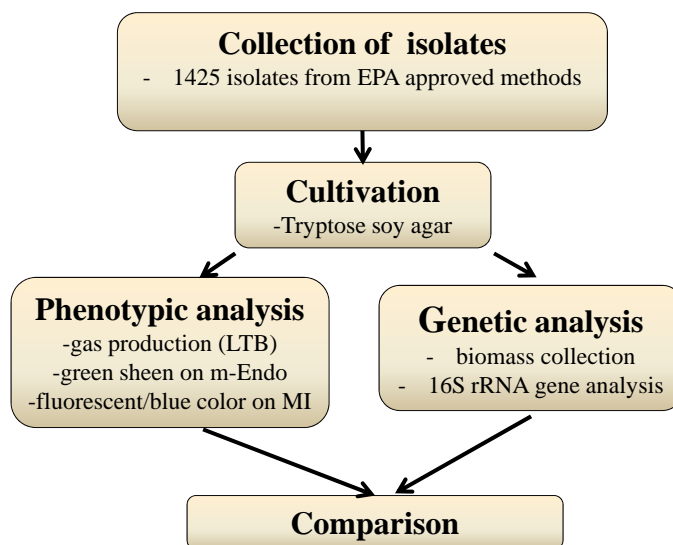 Collection of isolates
- 1425 isolates from EPA approved methods
Cultivation
-Tryptose soy agar
Phenotypic analysis
-gas production (LTB)
-green sheen on m-Endo
-fluorescent/blue color on MI
Genetic analysis
- biomass collection
- 16S rRNA gene analysis
Comparison